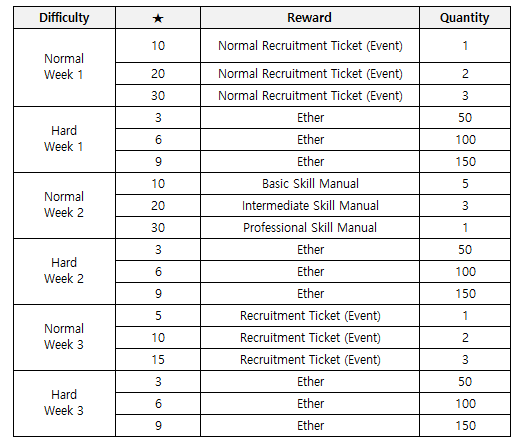 Difficulty ★ Reward Quantity
Normal Week 1 10 Normal Recruitment Ticket (Event) 1
20 Normal Recruitment Ticket (Event) 2
30 Normal Recruitment Ticket (Event) 3
Hard Week 1 3 Ether 50
6 Ether 100
9 Ether 150
Normal Week 2 10 Basic Skill Manual 5
20 Intermediate Skill Manual 3
30 Professional Skill Manual 1
Hard Week 2 3 Ether 50
6 Ether 100
9 Ether 150
Normal Week 3 5 Recruitment Ticket (Event) 1
10 Recruitment Ticket (Event) 2
15 Recruitment Ticket (Event) 3
Hard Week 3 3 Ether 50
6 Ether 100
9 Ether 150